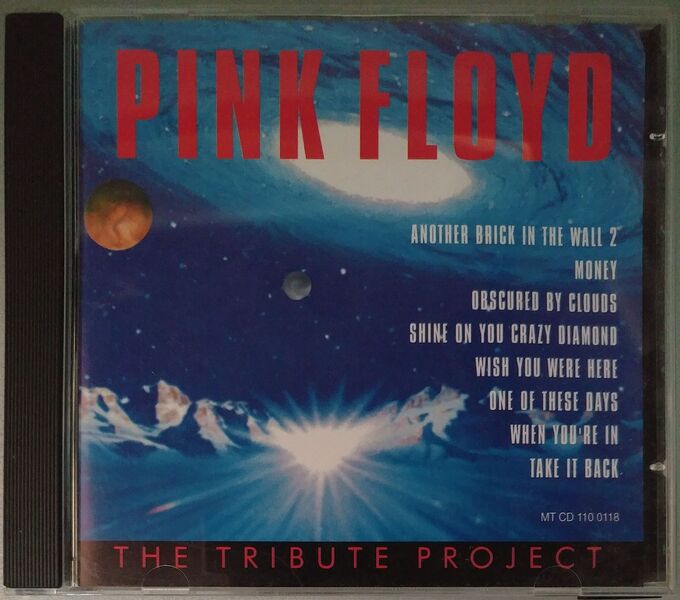 PINK FLOYD
ANOTHER BRICK IN THE WALL 2
MONEY
OBSCURED BY CLOUDS
SHINE ON YOU CRAZY DIAMOND
WISH YOU WERE HERE
ONE OF THESE DAYS
WHEN YOU'RE IN
TAKE IT BACK
MT CD 110 0118
THE TRIBUTE PROJECT